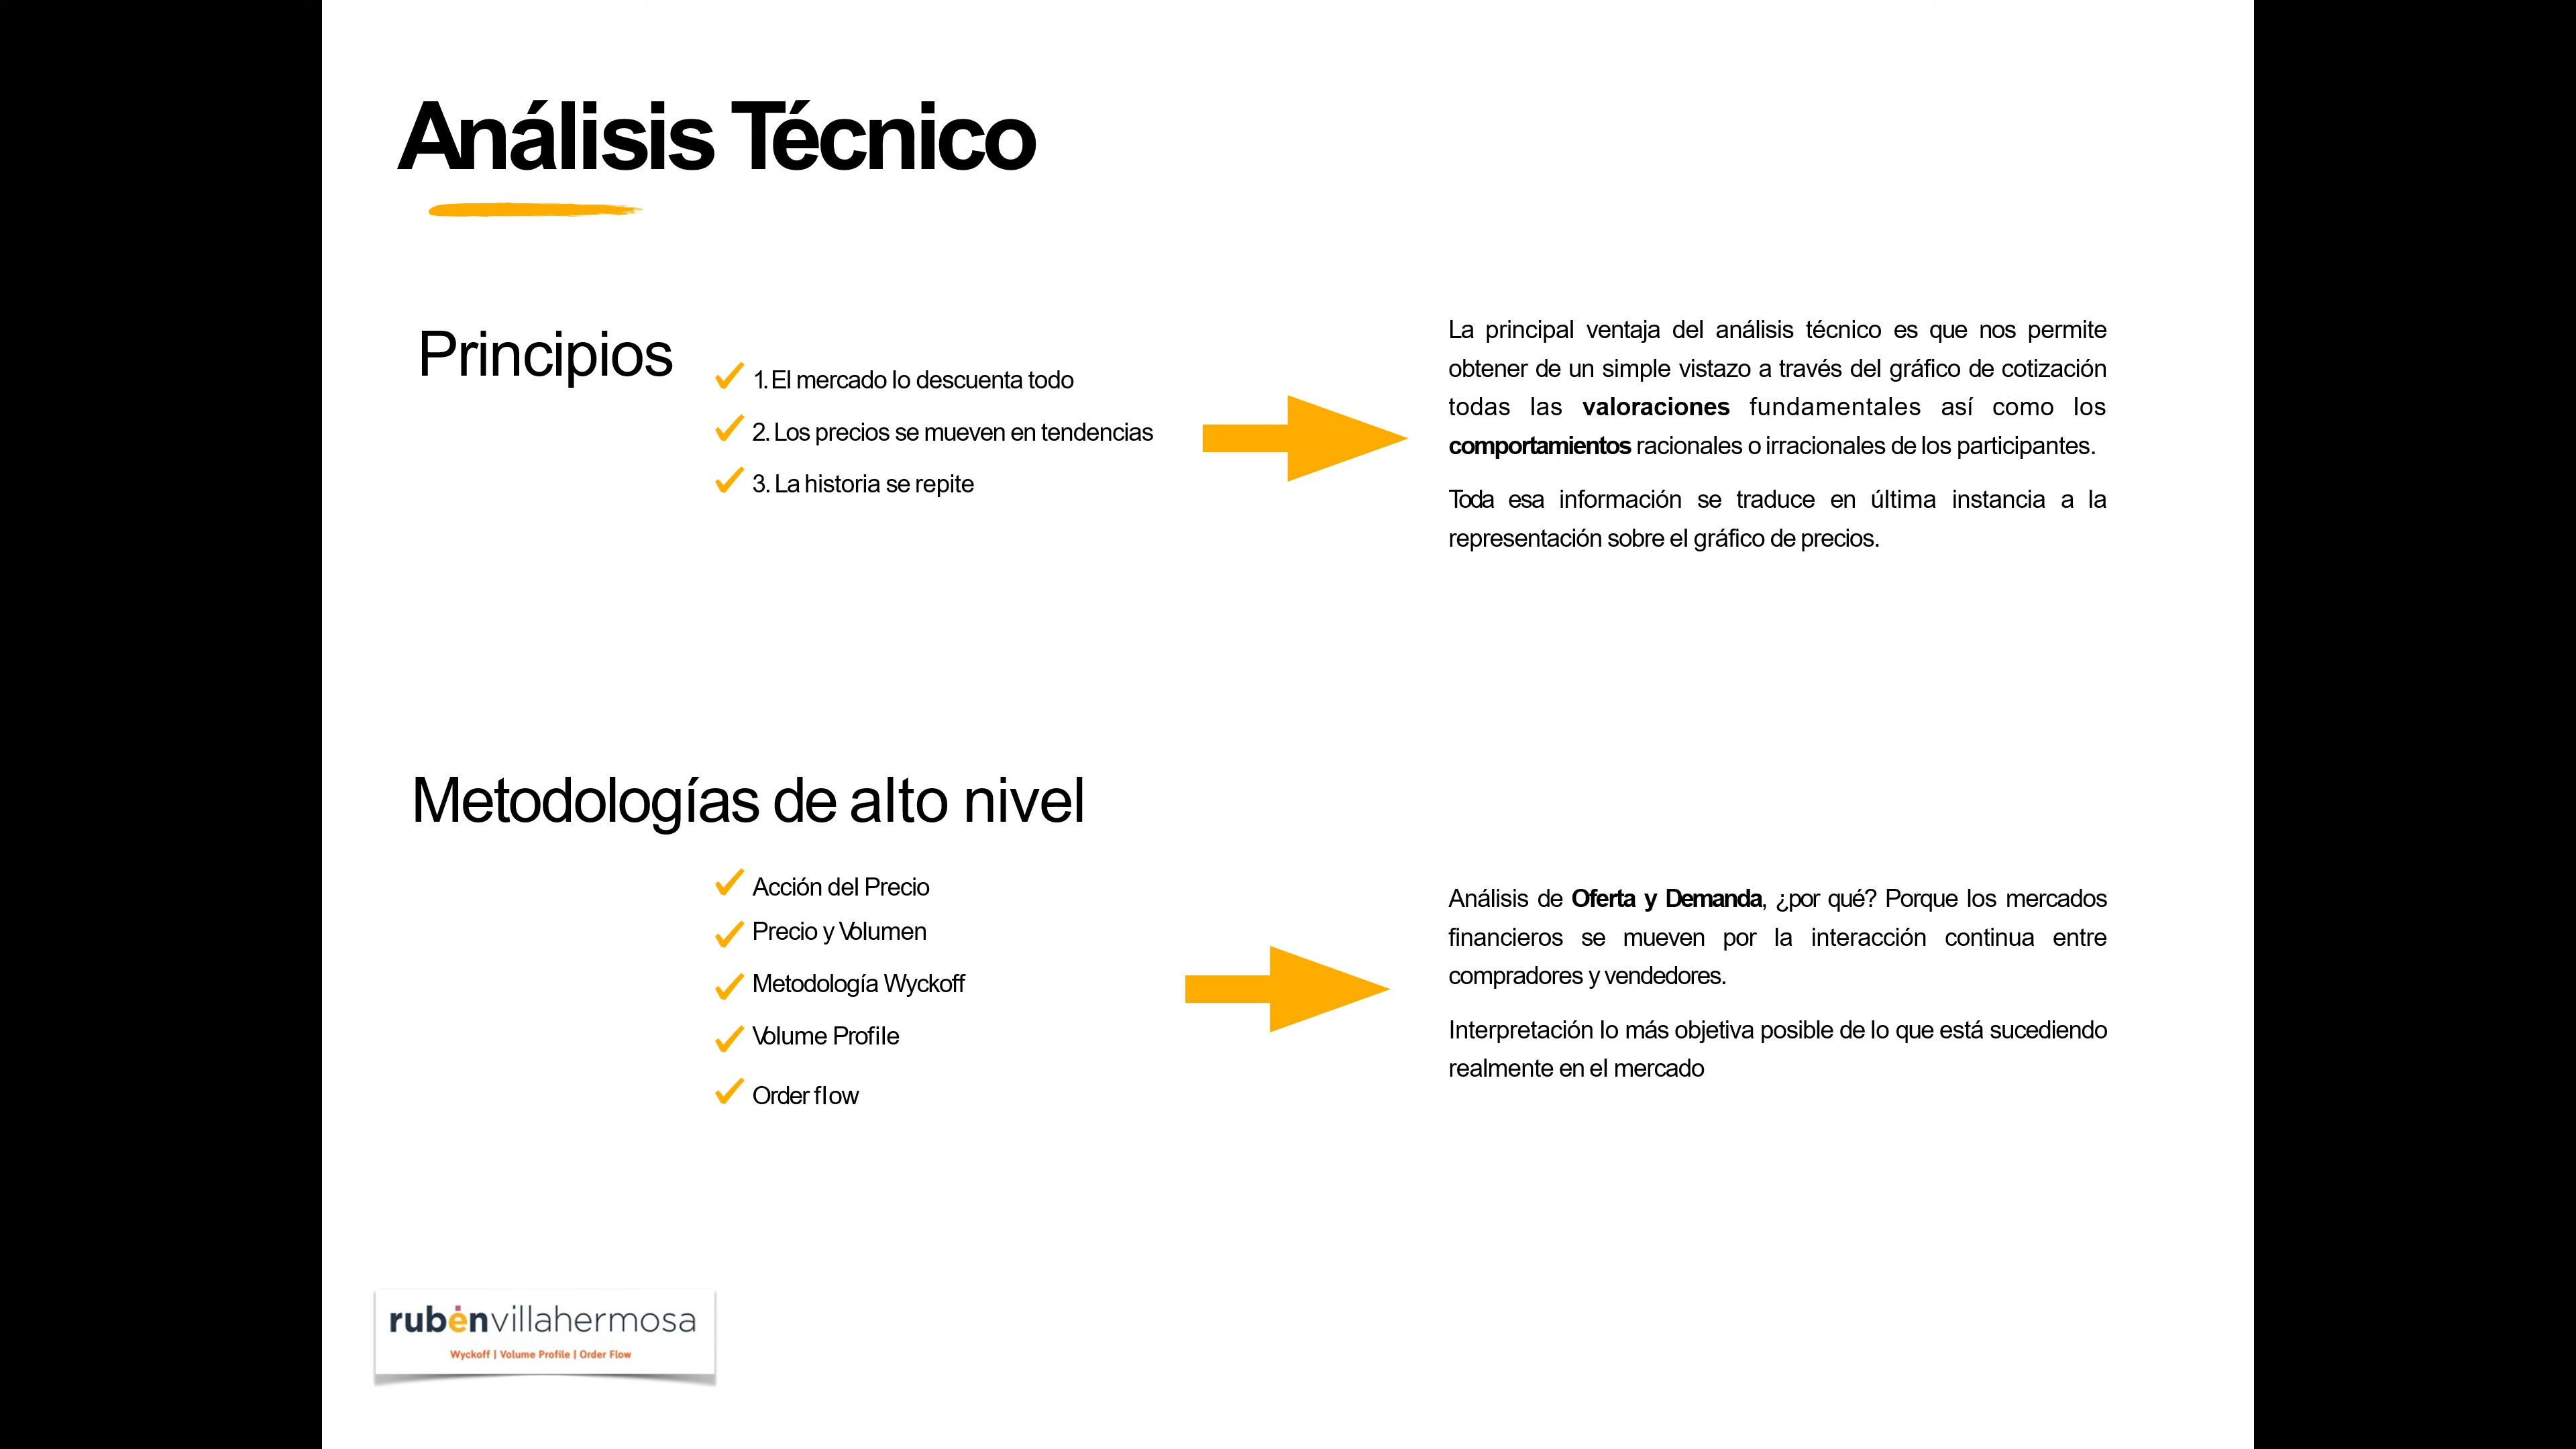 Análisis Técnico
Principios
1. El mercado lo descuenta todo
2. Los precios se mueven en tendencias
3. La historia se repite
La principal ventaja del análisis técnico es que nos permite
obtener de un simple vistazo a través del gráfico de cotización
todas las valoraciones fundamentales así como los
comportamientos racionales o irracionales de los participantes.
Toda esa información se traduce en última instancia a la
representación sobre el gráfico de precios.
Metodologías de alto nivel
Acción del Precio
Precio y Volumen
Metodología Wyckoff
Volume Profile
Order flow
Análisis de Oferta y Demanda, ¿por qué? Porque los mercados
financieros se mueven por la interacción continua entre
compradores y vendedores.
Interpretación lo más objetiva posible de lo que está sucediendo
realmente en el mercado
rubénvillahermosa
Wyckoff | Volume Profile | Order Flow